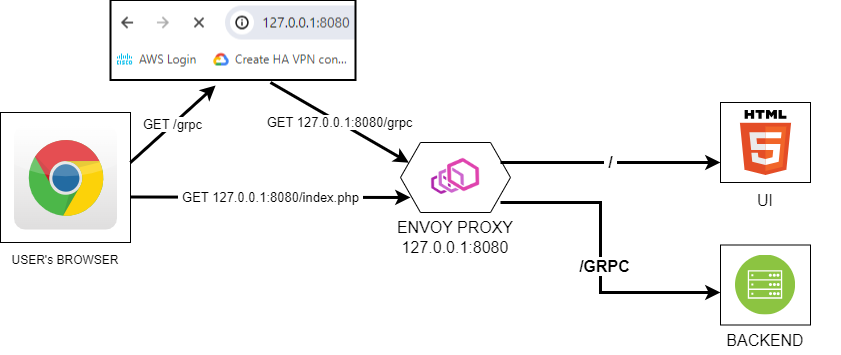 127.0.0.1:8080
cisco AWS Login Create HA VPN con...
GET /grpc
GET 127.0.0.1:8080/grpc
HTML
5
/
UI
GET 127.0.0.1:8080/index.php
ENVOY PROXY
127.0.0.1:8080
USER's BROWSER
/GRPC
BACKEND